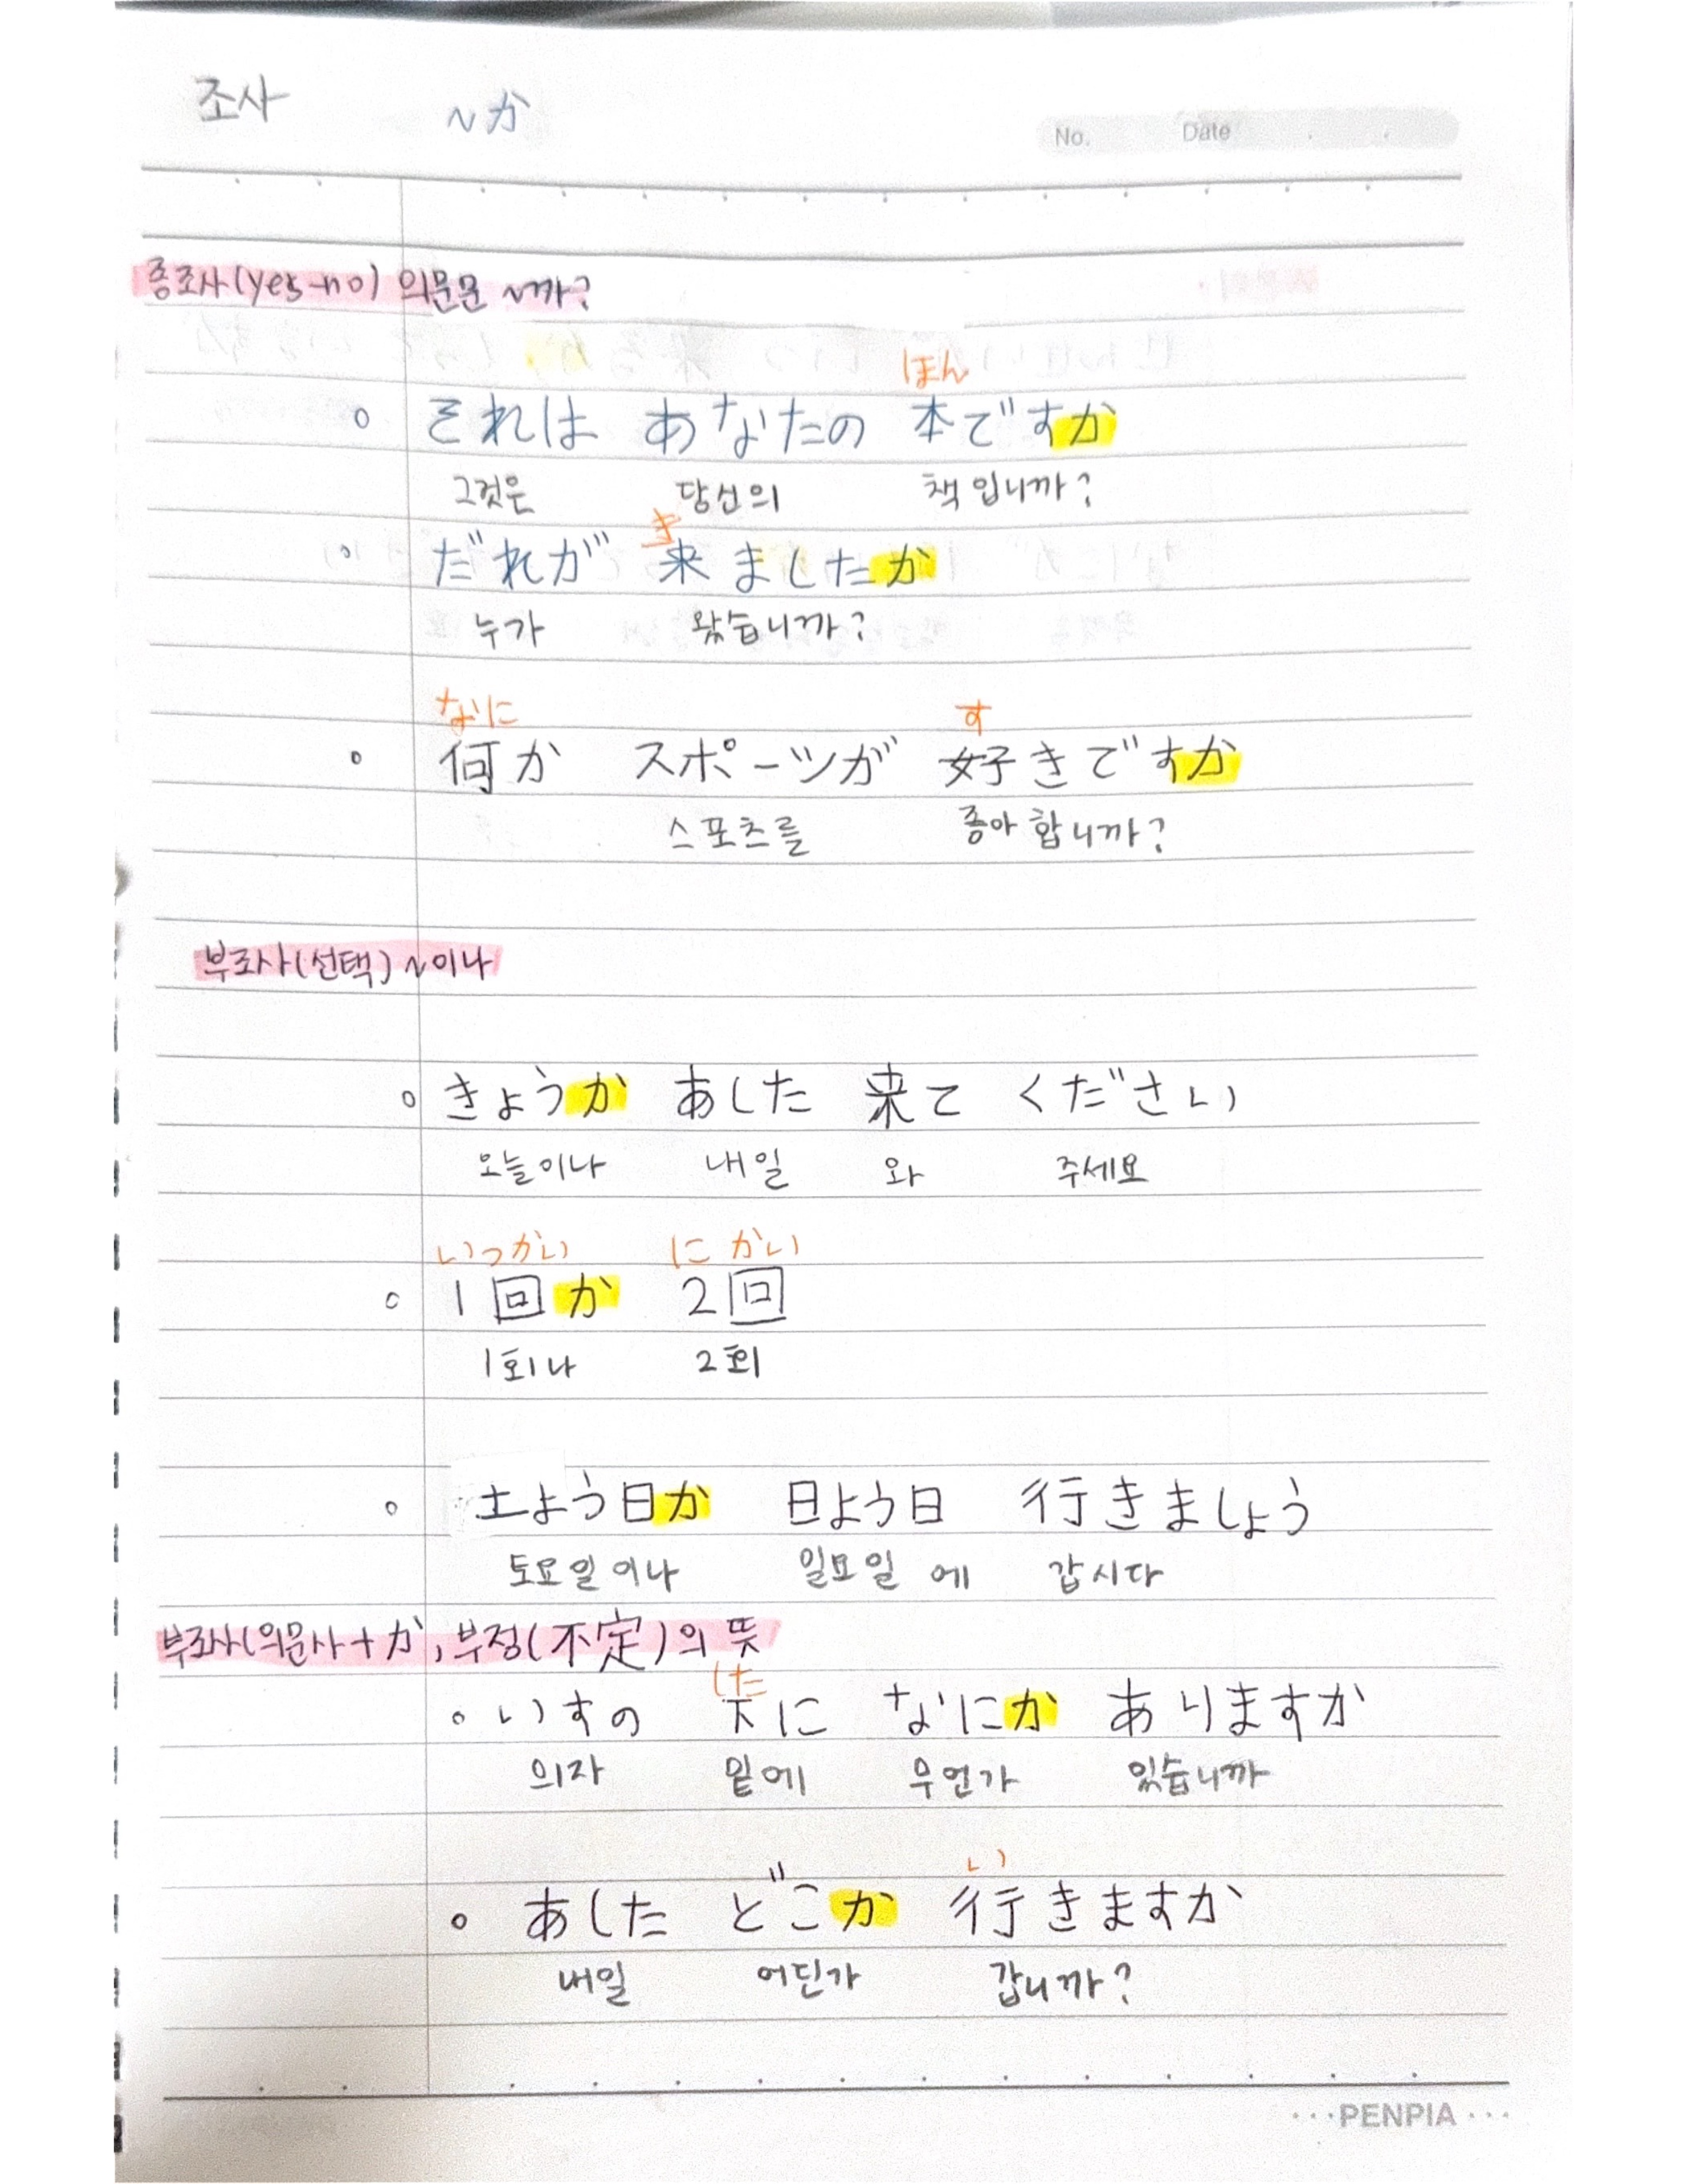 조사 ~か
No. Date
종조사(yes-no) 의문문 ~까?
ほん
それは あなたの 本ですか
그것은 당신의 책입니까?
き
だれが 来ましたか
누가 왔습니까?
なに す
何か スポーツが 好きですか
스포츠를 좋아합니까?
부조사(선택) ~이나
きょうか あした 来て ください
오늘이나 내일 와 주세요
いっかい にかい
1回か 2回
1회나 2회
土よう日か 日よう日 行きましょう
토요일이나 일요일에 갑시다
부조사(의문사+か, 부정(不定)의 뜻
した
いすの 下に なにか ありますか
의자 밑에 무언가 있습니까
い
あした どこか 行きますか
내일 어딘가 갑니까?
PENPIA